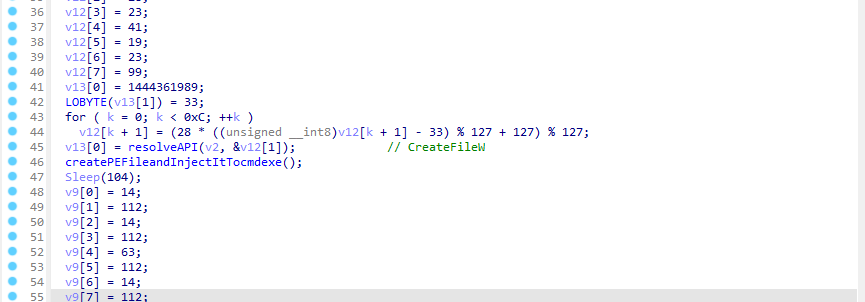 36 v12[3] = 23;
37 v12[4] = 41;
38 v12[5] = 19;
39 v12[6] = 23;
40 v12[7] = 99;
41 v13[0] = 1444361989;
42 LOBYTE(v13[1]) = 33;
43 for ( k = 0; k < 0xC; ++k )
44 v12[k + 1] = (28 * ((unsigned __int8)v12[k + 1] - 33) % 127 + 127) % 127;
45 v13[0] = resolveAPI(v2, &v12[1]); // CreateFileW
46 createPEFileandInjectItTocmdexe();
47 Sleep(104);
48 v9[0] = 14;
49 v9[1] = 112;
50 v9[2] = 14;
51 v9[3] = 112;
52 v9[4] = 63;
53 v9[5] = 112;
54 v9[6] = 14;
55 v9[7] = 112;